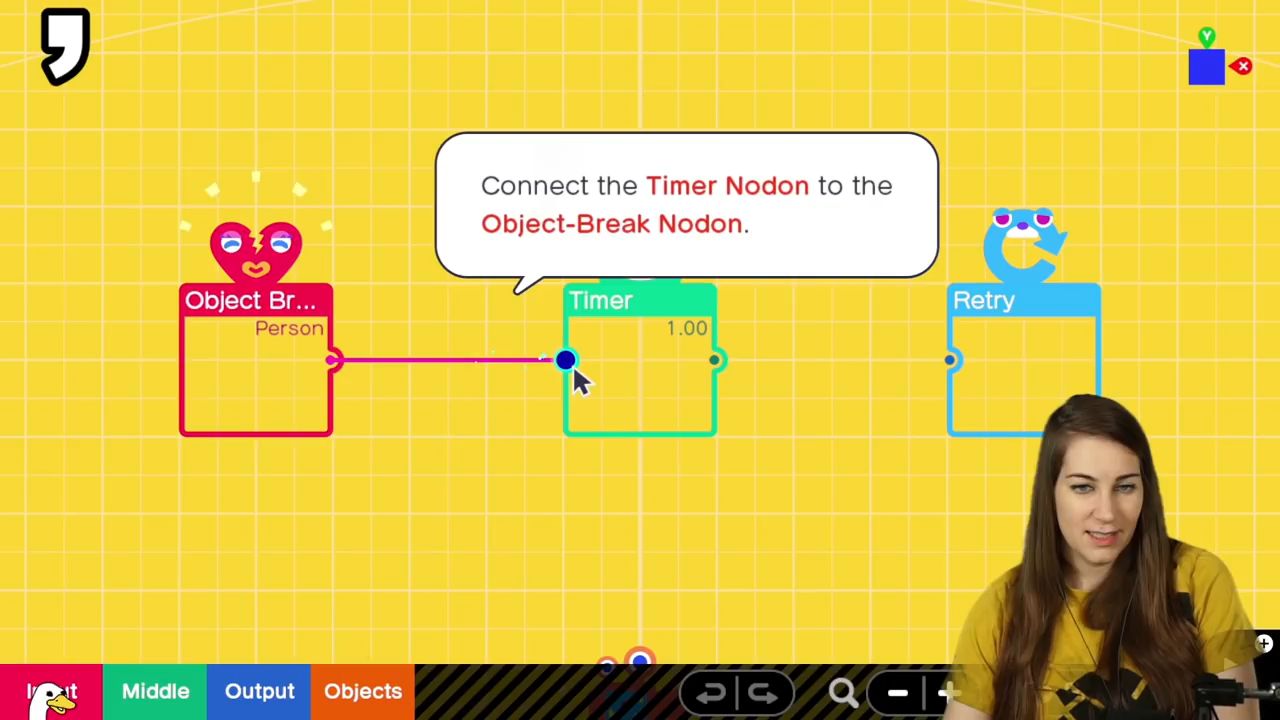 Y
X
Connect the Timer Nodon to the
Object-Break Nodon.
Object Br...
Person
Timer
1.00
Retry
Middle
Output
Objects